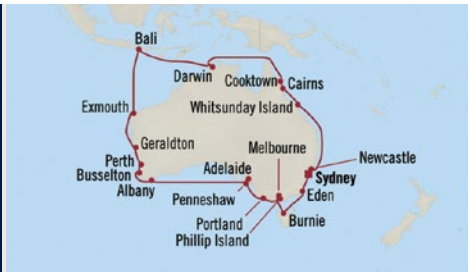 Bali
Darwin
Cooktown
Cairns
Exmouth
Whitsunday Island
Geraldton
Melbourne
Newcastle
Perth
Adelaide
Sydney
Busselton
Albany
Penneshaw
Eden
Portland
Burnie
Phillip Island